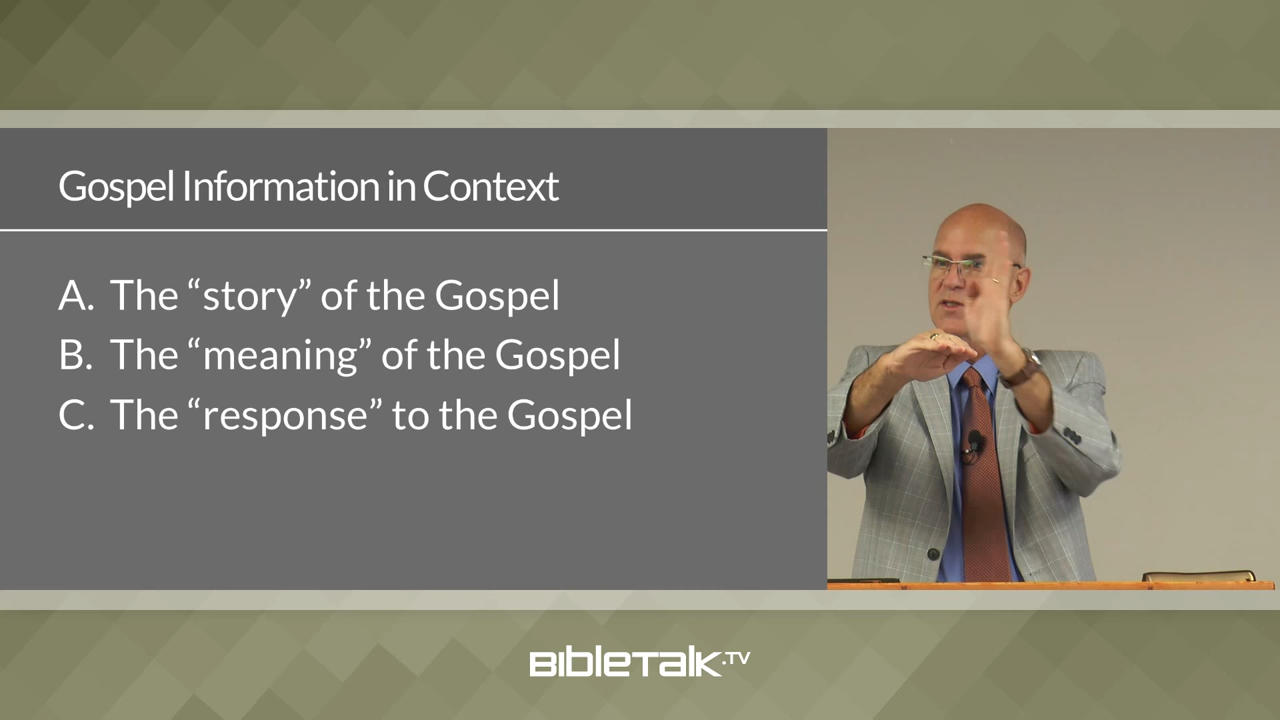 Gospel Information in Context
A. The “story” of the Gospel
B. The “meaning” of the Gospel
C. The “response” to the Gospel
BibleTalk.TV